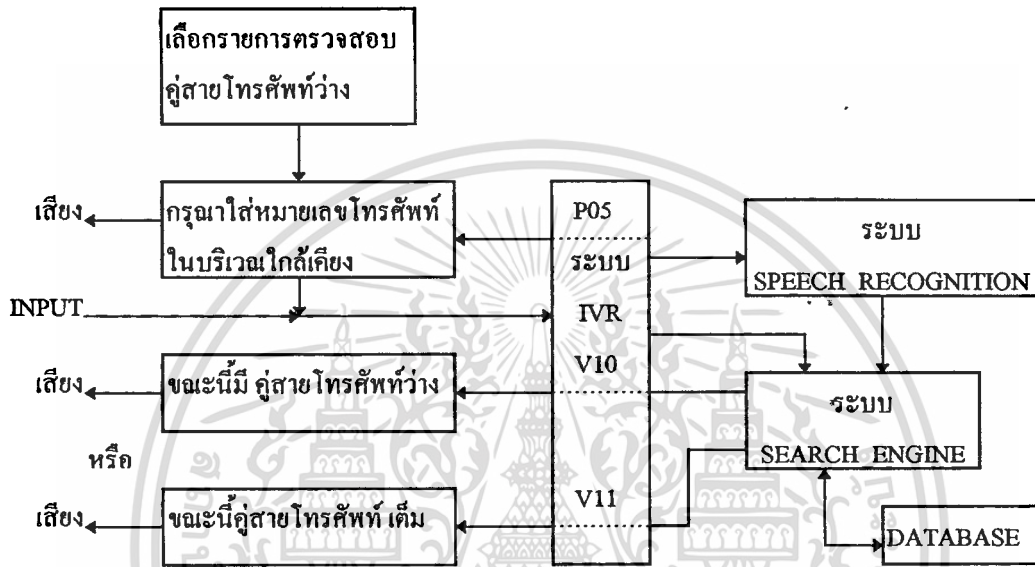 เลือกรายการตรวจสอบ
คู่สายโทรศัพท์ว่าง
เสียง
กรุณาใส่หมายเลขโทรศัพท์
ในบริเวณใกล้เคียง
INPUT
เสียง
ขณะนี้มี คู่สายโทรศัพท์ว่าง
หรือ
เสียง
ขณะนี้คู่สายโทรศัพท์ เต็ม
P05
ระบบ
IVR
V10
V11
ระบบ
SPEECH RECOGNITION
ระบบ
SEARCH ENGINE
DATABASE